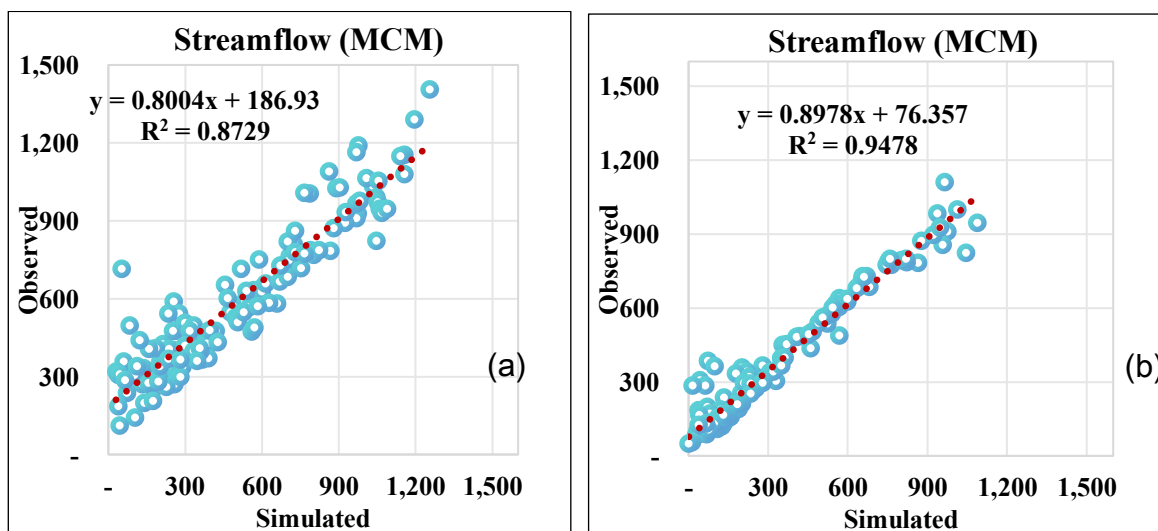 Streamflow (MCM)
1,500
y = 0.8004x + 186.93
R² = 0.8729
1,200
900
Observed
600
300
(a)
-
- 300 600 900 1,200 1,500
Simulated
Streamflow (MCM)
1,500
y = 0.8978x + 76.357
R² = 0.9478
1,200
900
Observed
600
300
(b)
-
- 300 600 900 1,200 1,500
Simulated